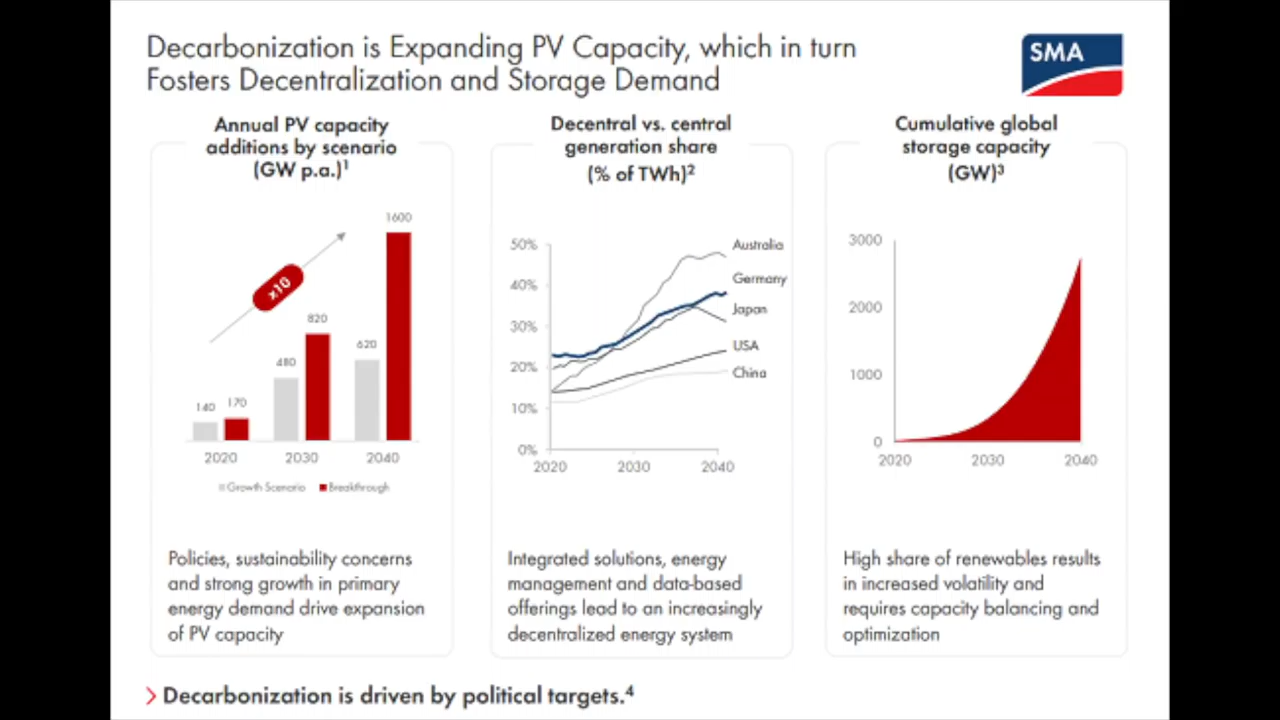 Decarbonization is Expanding PV Capacity, which in turn
Fosters Decentralization and Storage Demand
SMA
Annual PV capacity
additions by scenario
(GW p.a.)¹
1600
x10
820
620
480
140
170
2020
2030
2040
Growth Scenario
Breakthrough
Policies, sustainability concerns
and strong growth in primary
energy demand drive expansion
of PV capacity
Decentral vs. central
generation share
(% of TWh)²
50%
40%
30%
20%
10%
0%
Australia
Germany
Japan
USA
China
2020
2030
2040
Integrated solutions, energy
management and data-based
offerings lead to an increasingly
decentralized energy system
Cumulative global
storage capacity
(GW)³
3000
2000
1000
0
2020
2030
2040
High share of renewables results
in increased volatility and
requires capacity balancing and
optimization
Decarbonization is driven by political targets.⁴